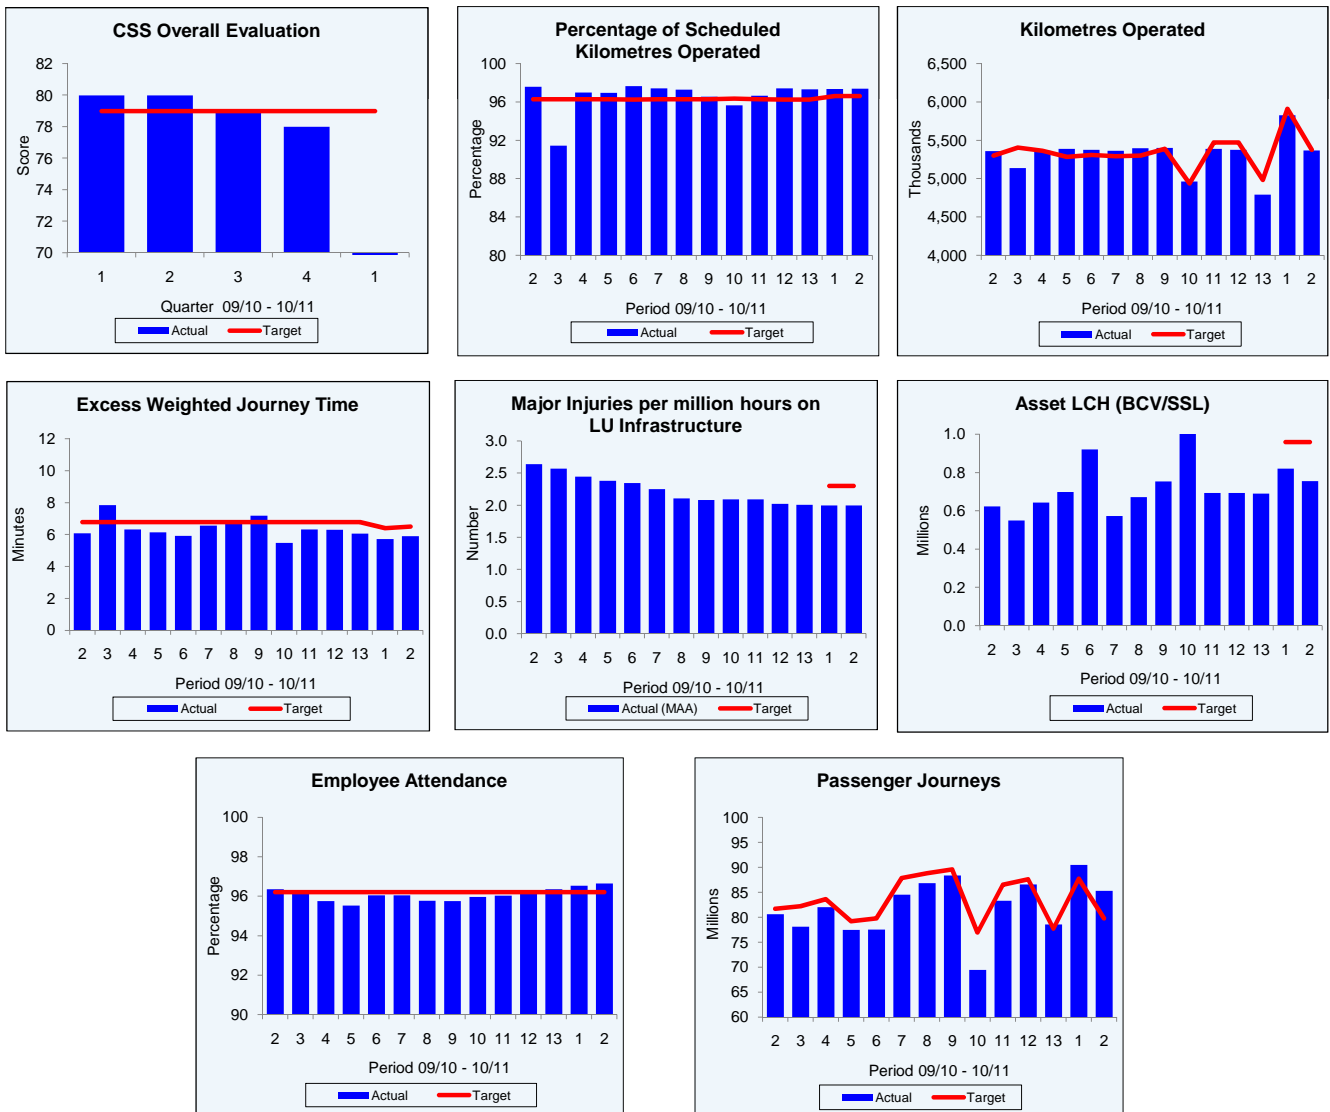 CSS Overall Evaluation
82
80
78
76
74
72
70
Score
1 2 3 4 1
Quarter 09/10 - 10/11
Actual Target
Percentage of Scheduled
Kilometres Operated
100
96
92
88
84
80
Percentage
2 3 4 5 6 7 8 9 10 11 12 13 1 2
Period 09/10 - 10/11
Actual Target
Kilometres Operated
6,500
6,000
5,500
5,000
4,500
4,000
Thousands
2 3 4 5 6 7 8 9 10 11 12 13 1 2
Period 09/10 - 10/11
Actual Target
Excess Weighted Journey Time
12
10
8
6
4
2
0
Minutes
2 3 4 5 6 7 8 9 10 11 12 13 1 2
Period 09/10 - 10/11
Actual Target
Major Injuries per million hours on
LU Infrastructure
3.0
2.5
2.0
1.5
1.0
0.5
0.0
Number
2 3 4 5 6 7 8 9 10 11 12 13 1 2
Period 09/10 - 10/11
Actual (MAA) Target
Asset LCH (BCV/SSL)
1.0
0.8
0.6
0.4
0.2
0.0
Millions
2 3 4 5 6 7 8 9 10 11 12 13 1 2
Period 09/10 - 10/11
Actual Target
Employee Attendance
100
98
96
94
92
90
Percentage
2 3 4 5 6 7 8 9 10 11 12 13 1 2
Period 09/10 - 10/11
Actual Target
Passenger Journeys
100
95
90
85
80
75
70
65
60
Millions
2 3 4 5 6 7 8 9 10 11 12 13 1 2
Period 09/10 - 10/11
Actual Target